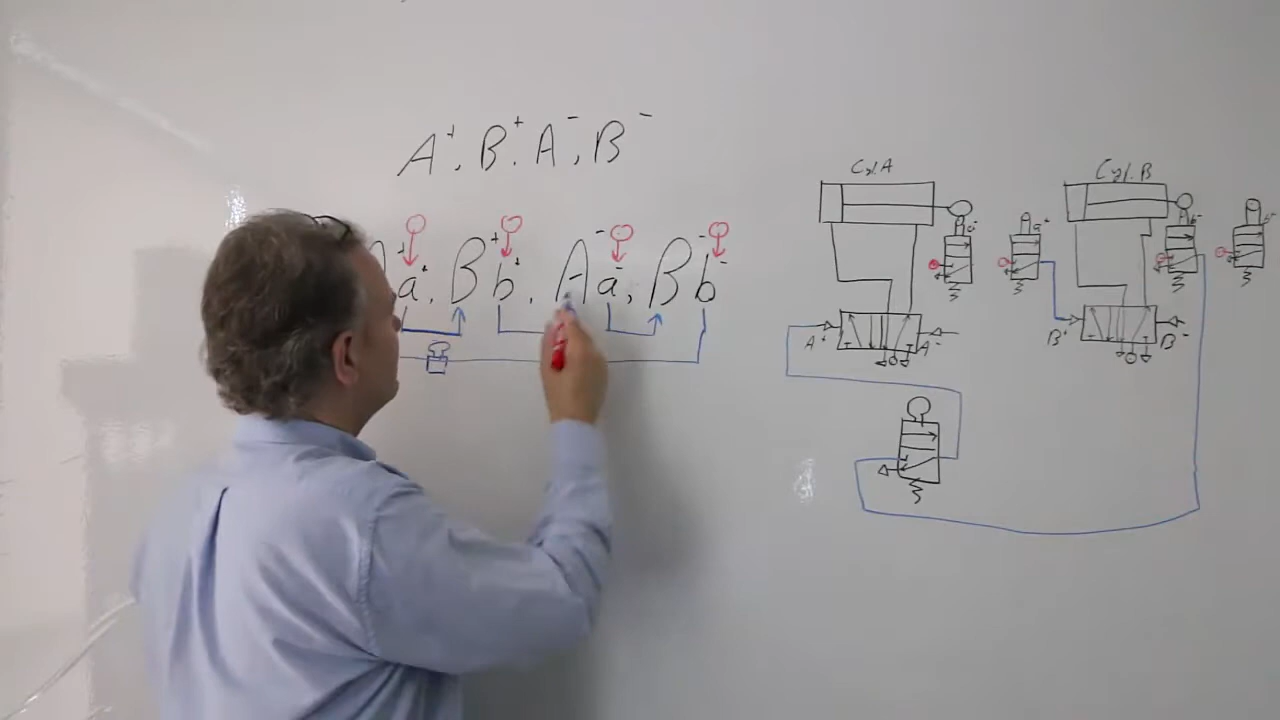 A⁺, B⁺, A⁻, B⁻
a⁺, B⁺ b⁺, A⁻ a⁻, B⁻ b⁻
Cyl. A
Cyl. B
a⁻
a⁺
b⁻
A⁺
A⁻
B⁺
B⁻